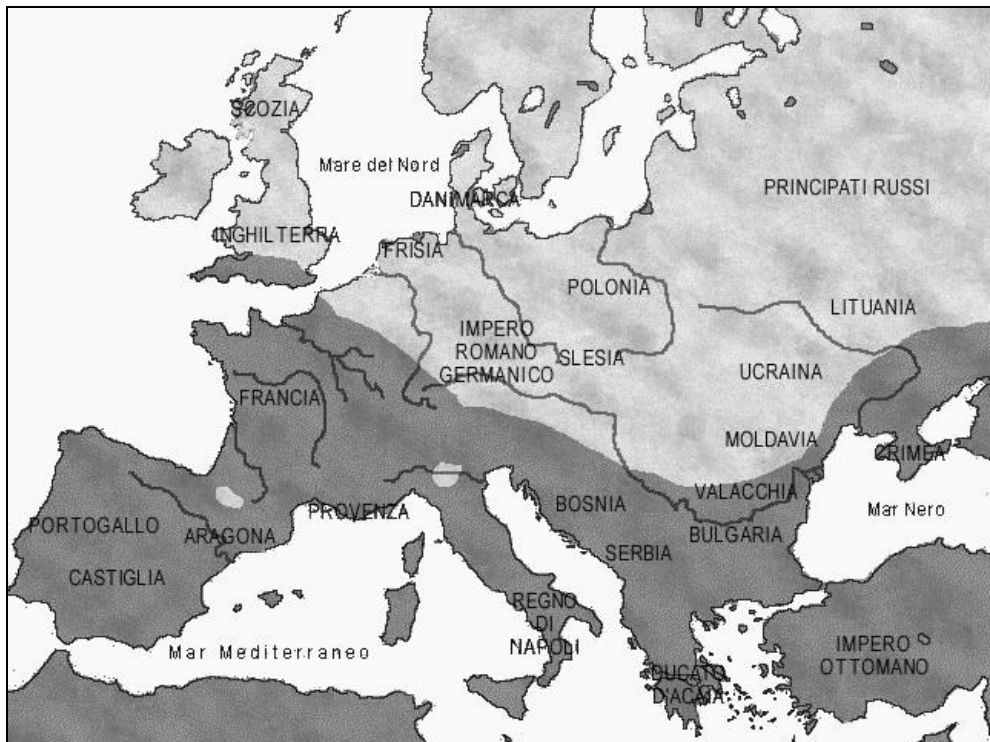 SCOZIA
Mare del Nord
DANIMARCA
PRINCIPATI RUSSI
INGHILTERRA
FRISIA
POLONIA
LITUANIA
IMPERO
ROMANO
GERMANICO
SLESIA
UCRAINA
FRANCIA
MOLDAVIA
CRIMEA
VALACCHIA
BOSNIA
Mar Nero
PROVENZA
PORTOGALLO
ARAGONA
BULGARIA
SERBIA
CASTIGLIA
REGNO
DI
NAPOLI
Mar Mediterraneo
IMPERO
OTTOMANO
DUCATO
D'ACAIA